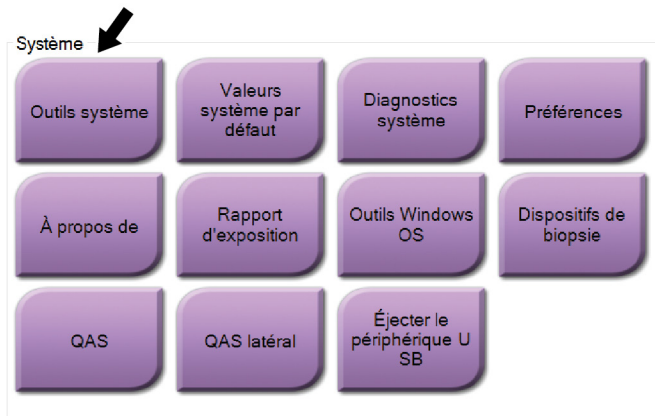 Système
Outils système
Valeurs
système par
défaut
Diagnostics
système
Préférences
À propos de
Rapport
d'exposition
Outils Windows
OS
Dispositifs de
biopsie
QAS
QAS latéral
Éjecter le
périphérique U
SB